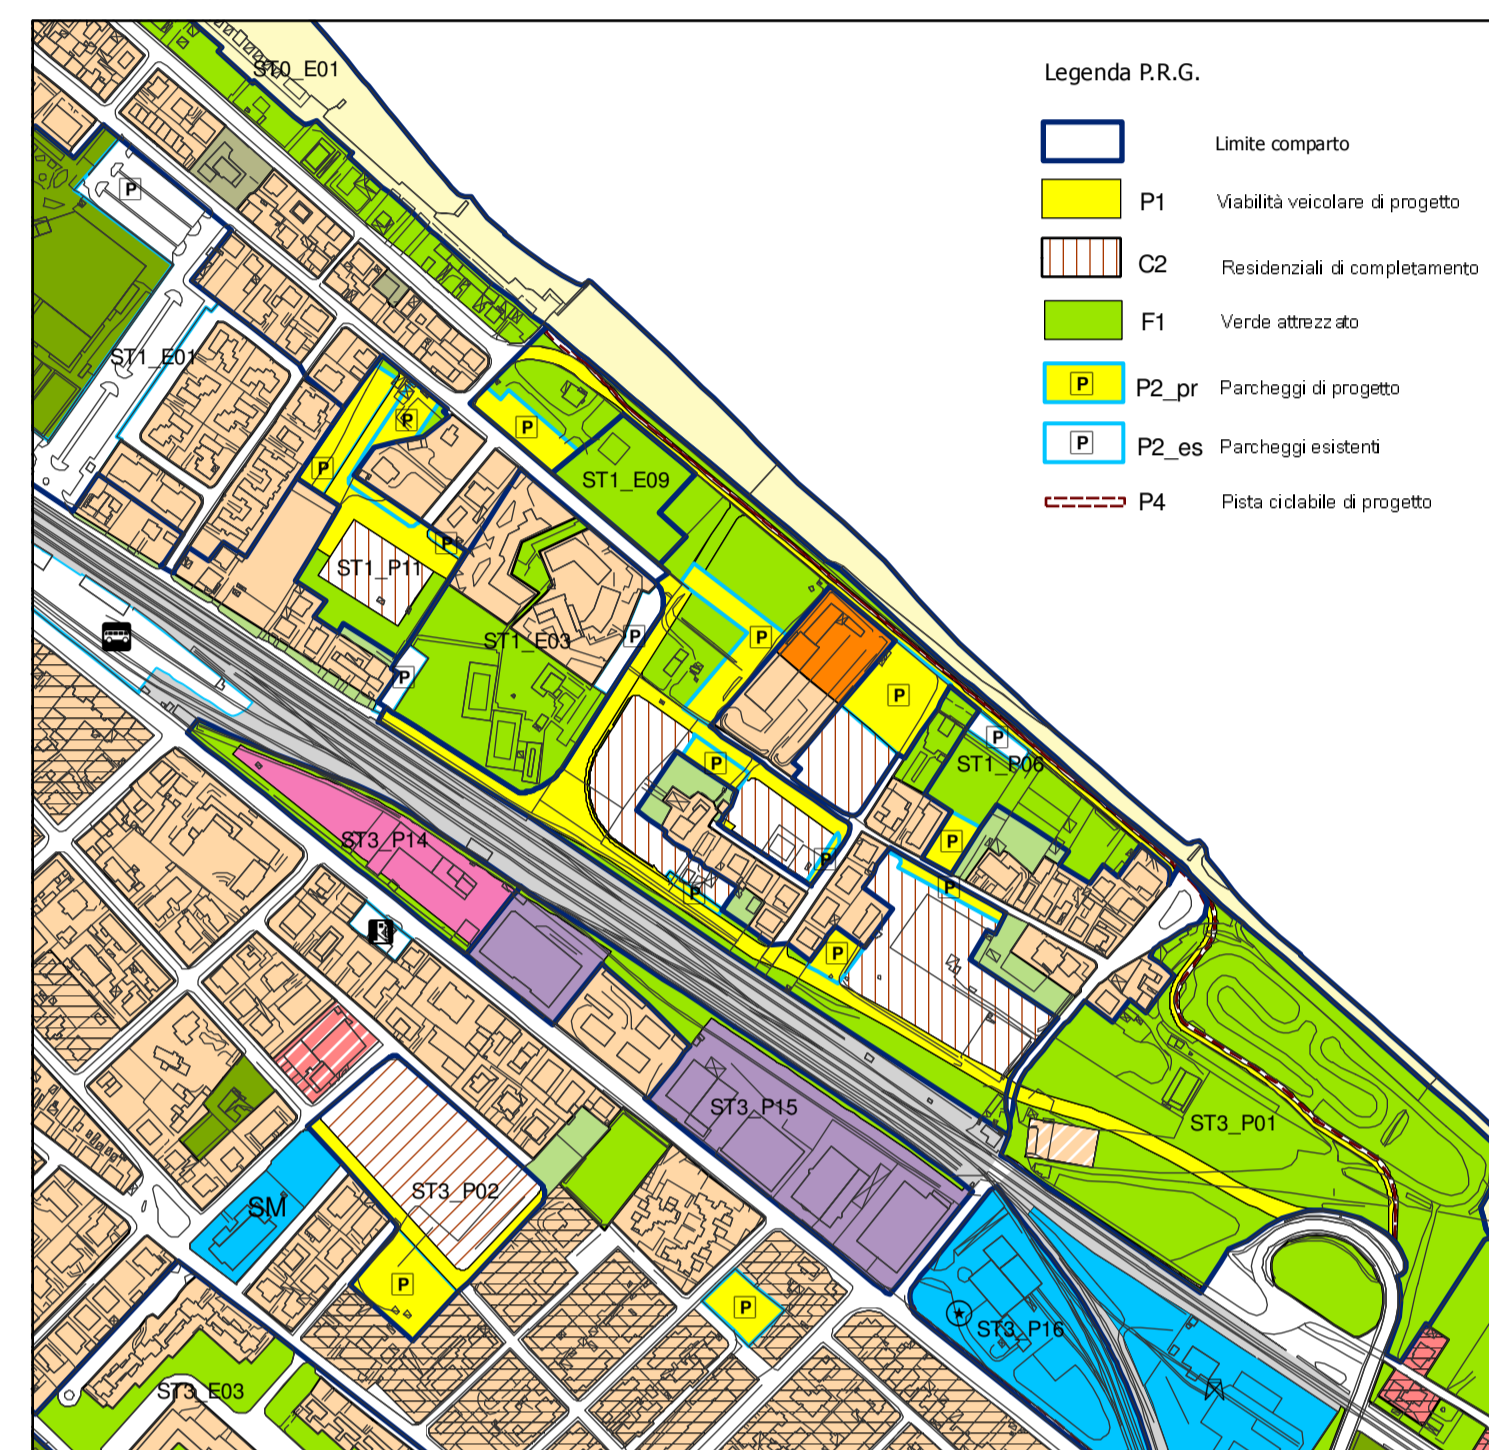 Legenda P.R.G.
Limite comparto
P1 Viabilità veicolare di progetto
C2 Residenziali di completamento
F1 Verde attrezzato
P P2_pr Parcheggi di progetto
P P2_es Parcheggi esistenti
P4 Pista ciclabile di progetto
ST0_E01
P
ST1_E01
P
P
P
ST1_E09
P
ST1_P11
ST1_E03
P
P
P
P
P
ST1_P06
P
ST3_P14
P
P
P
P
P
ST3_P15
ST3_P01
ST3_P02
SM
P
P
ST3_P16
ST3_E03